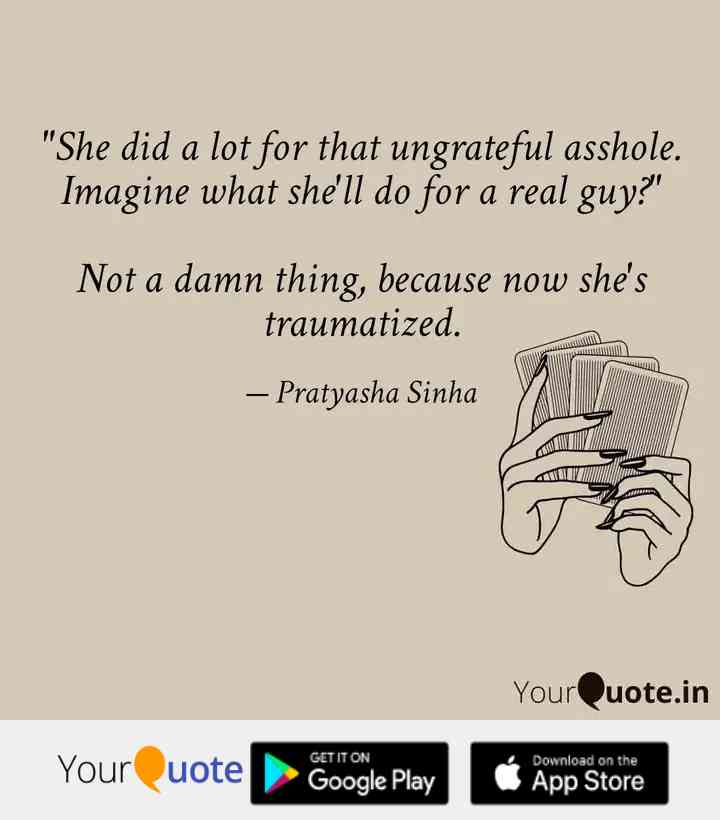 "She did a lot for that ungrateful asshole.
Imagine what she'll do for a real guy?"
Not a damn thing, because now she's
traumatized.
— Pratyasha Sinha
YourQuote.in
YourQuote
GET IT ON
Google Play
Download on the
App Store